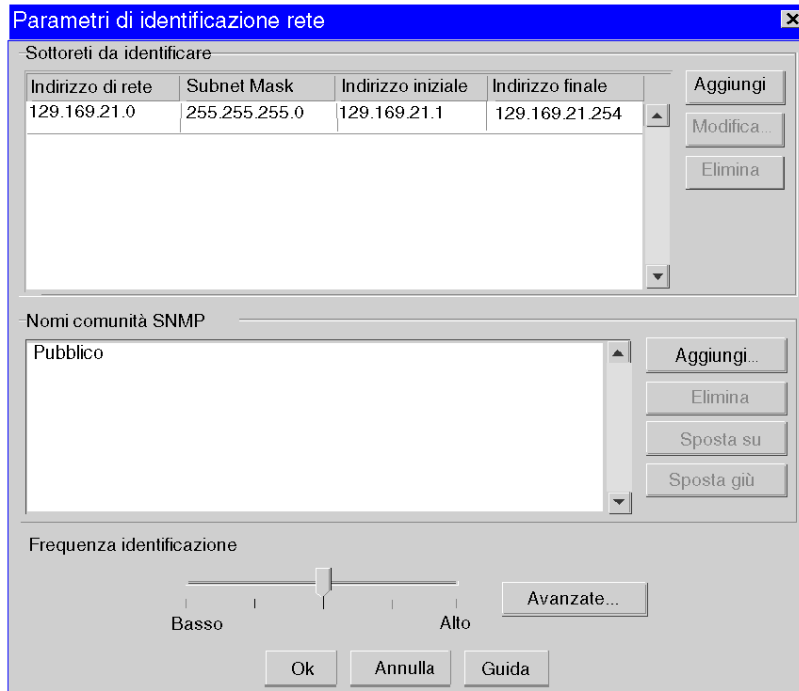 Parametri di identificazione rete
Sottoreti da identificare
Indirizzo di rete Subnet Mask Indirizzo iniziale Indirizzo finale
129.169.21.0 255.255.255.0 129.169.21.1 129.169.21.254
Aggiungi
Modifica...
Elimina
Nomi comunità SNMP
Pubblico
Aggiungi...
Elimina
Sposta su
Sposta giù
Frequenza identificazione
Basso Alto
Avanzate...
Ok Annulla Guida